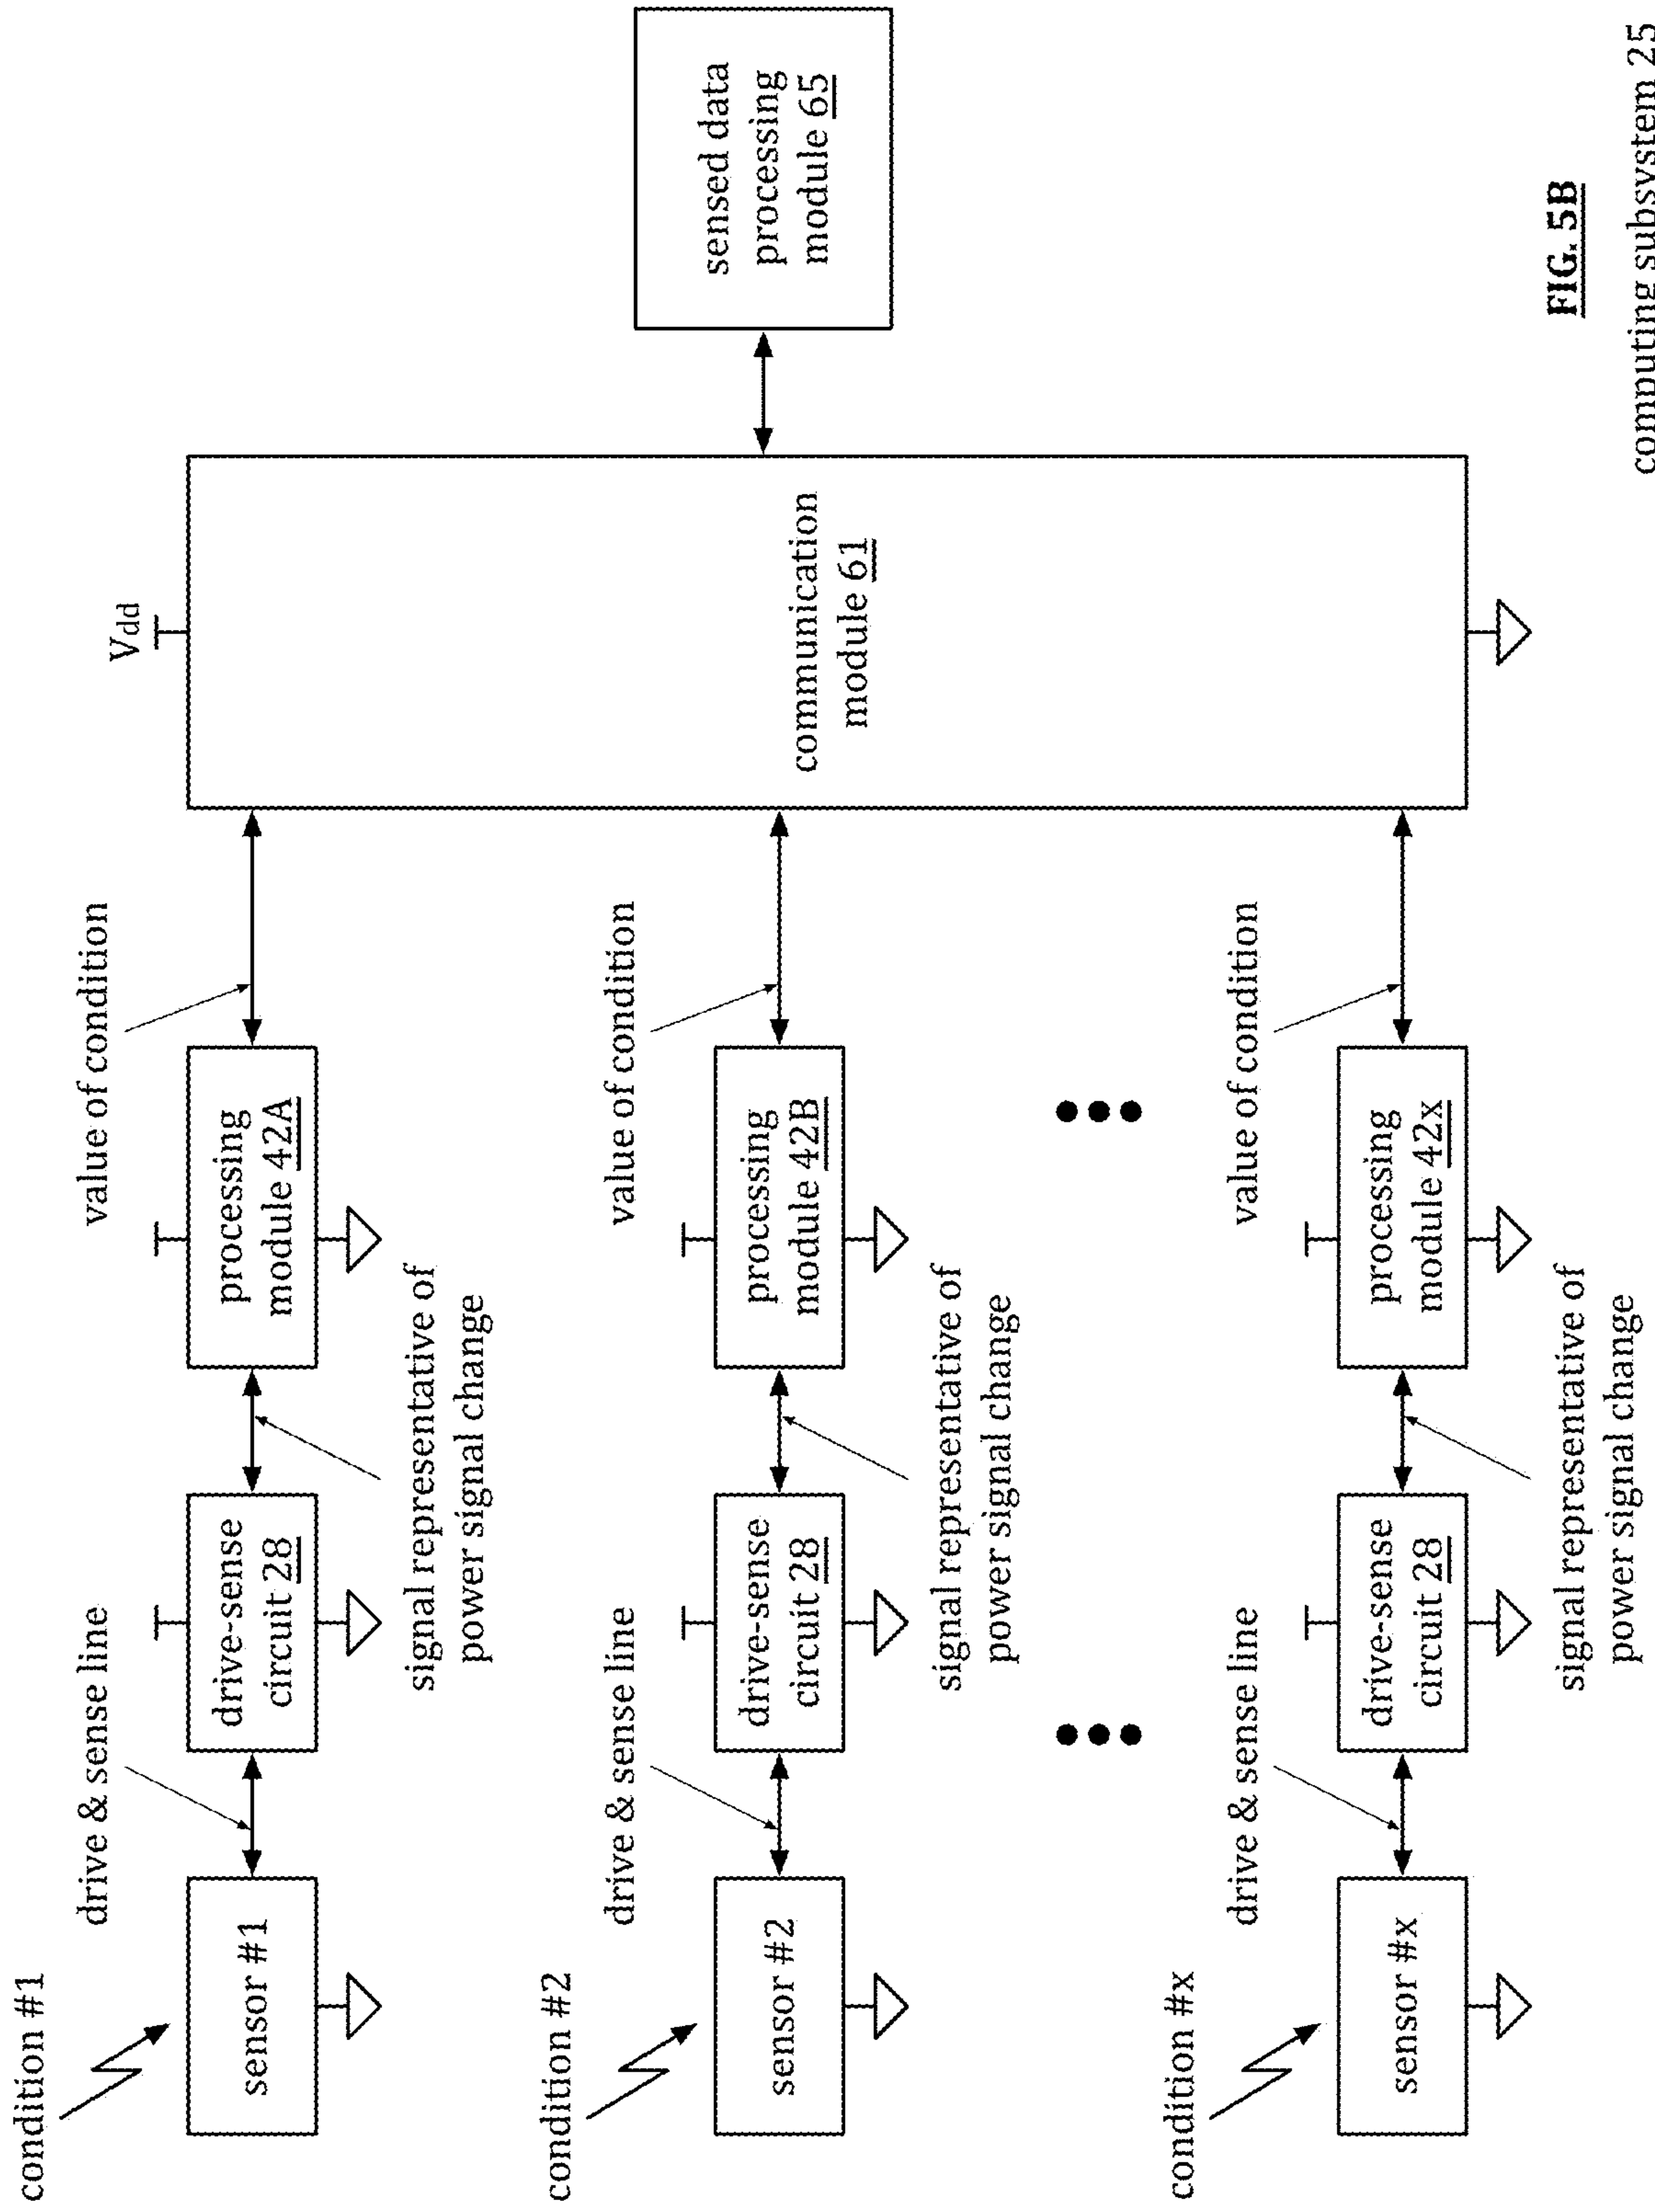 condition #1
drive & sense line
value of condition
Vdd
sensor #1
drive-sense
circuit 28
processing
module 42A
signal representative of
power signal change
condition #2
drive & sense line
value of condition
sensor #2
drive-sense
circuit 28
processing
module 42B
signal representative of
power signal change
communication
module 61
sensed data
processing
module 65
condition #x
drive & sense line
value of condition
sensor #x
drive-sense
circuit 28
processing
module 42x
signal representative of
power signal change
FIG. 5B
computing subsystem 25